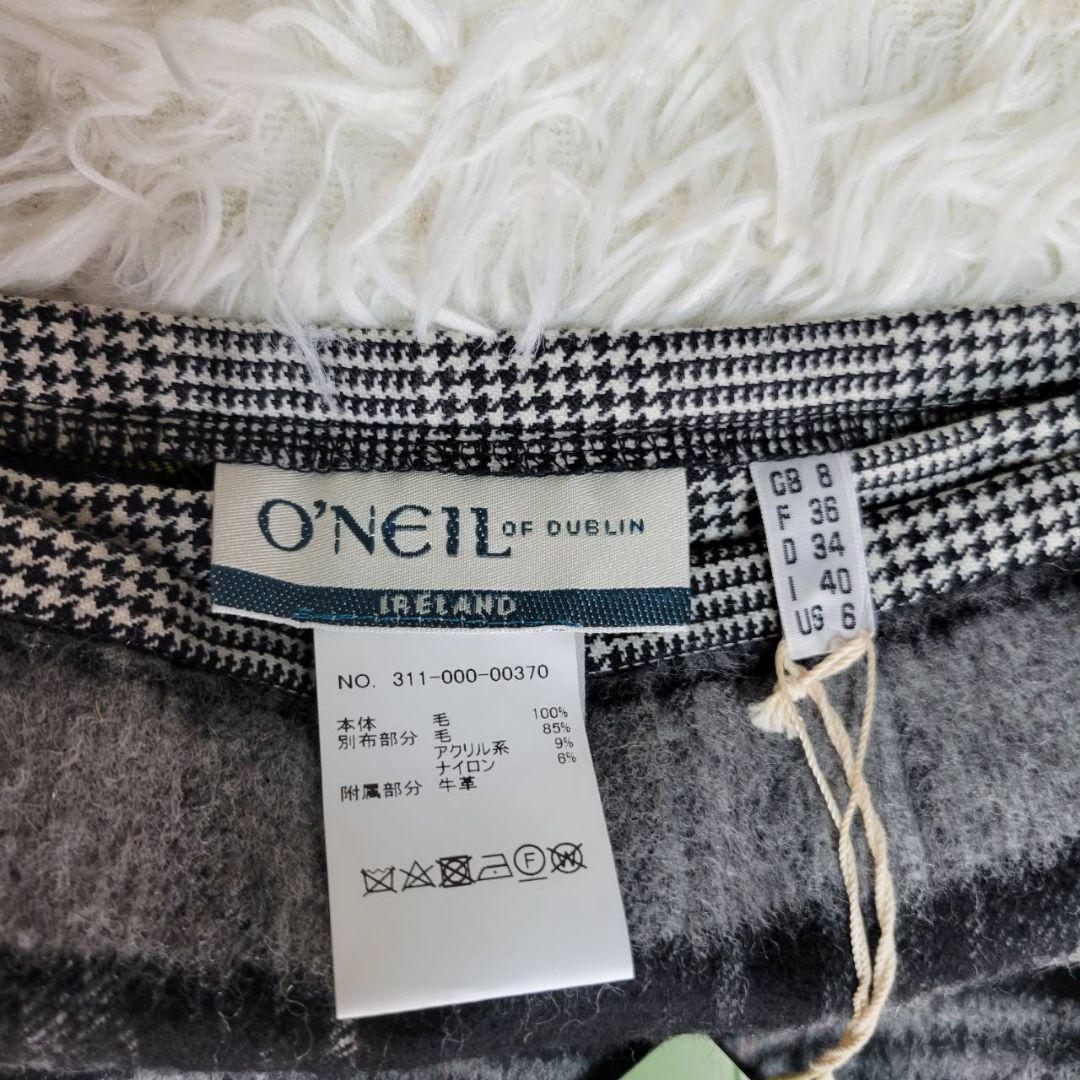 O'NEIL OF DUBLIN
IRELAND
GB 8
F 36
D 34
I 40
US 6
NO. 311-000-00370
本体 毛 100%
別布部分 毛 85%
アクリル系 9%
ナイロン 6%
附属部分 牛革
F W